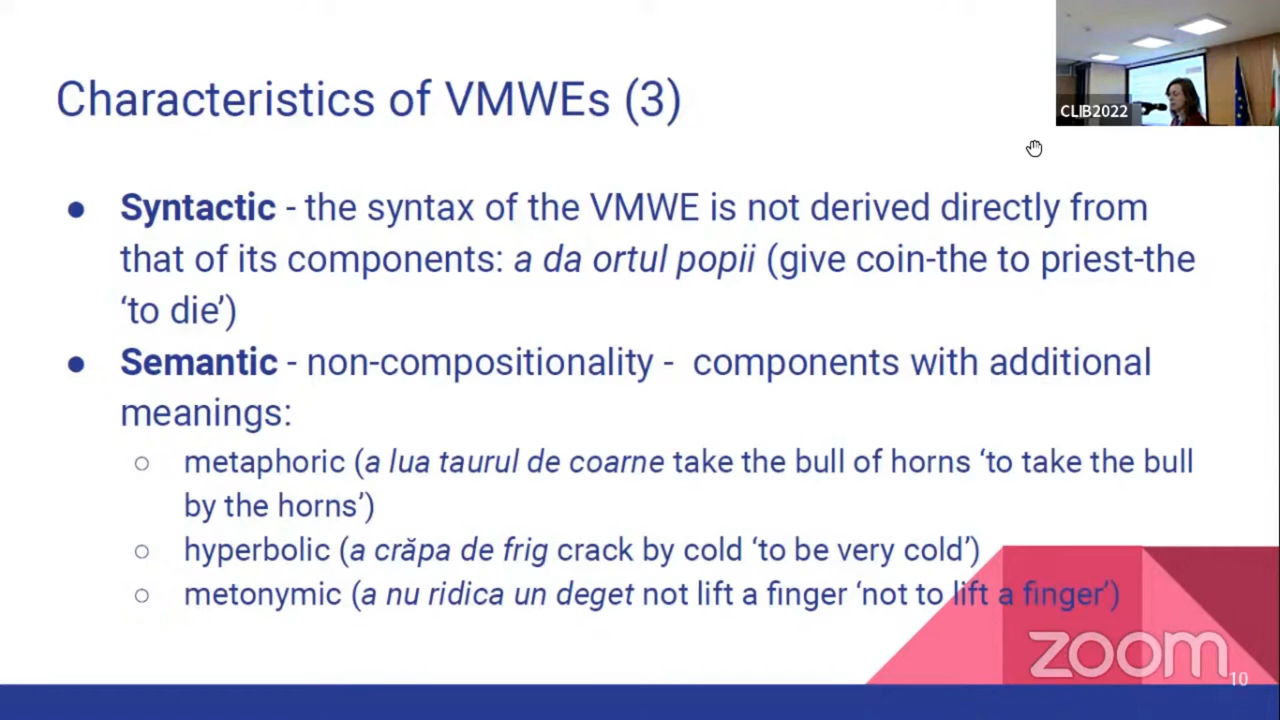 Characteristics of VMWEs (3)
CLIB2022
● Syntactic - the syntax of the VMWE is not derived directly from
that of its components: a da ortul popii (give coin-the to priest-the
‘to die’)
● Semantic - non-compositionality - components with additional
meanings:
○ metaphoric (a lua taurul de coarne take the bull of horns ‘to take the bull
by the horns’)
○ hyperbolic (a crăpa de frig crack by cold ‘to be very cold’)
○ metonymic (a nu ridica un deget not lift a finger ‘not to lift a finger’)
zoom
10